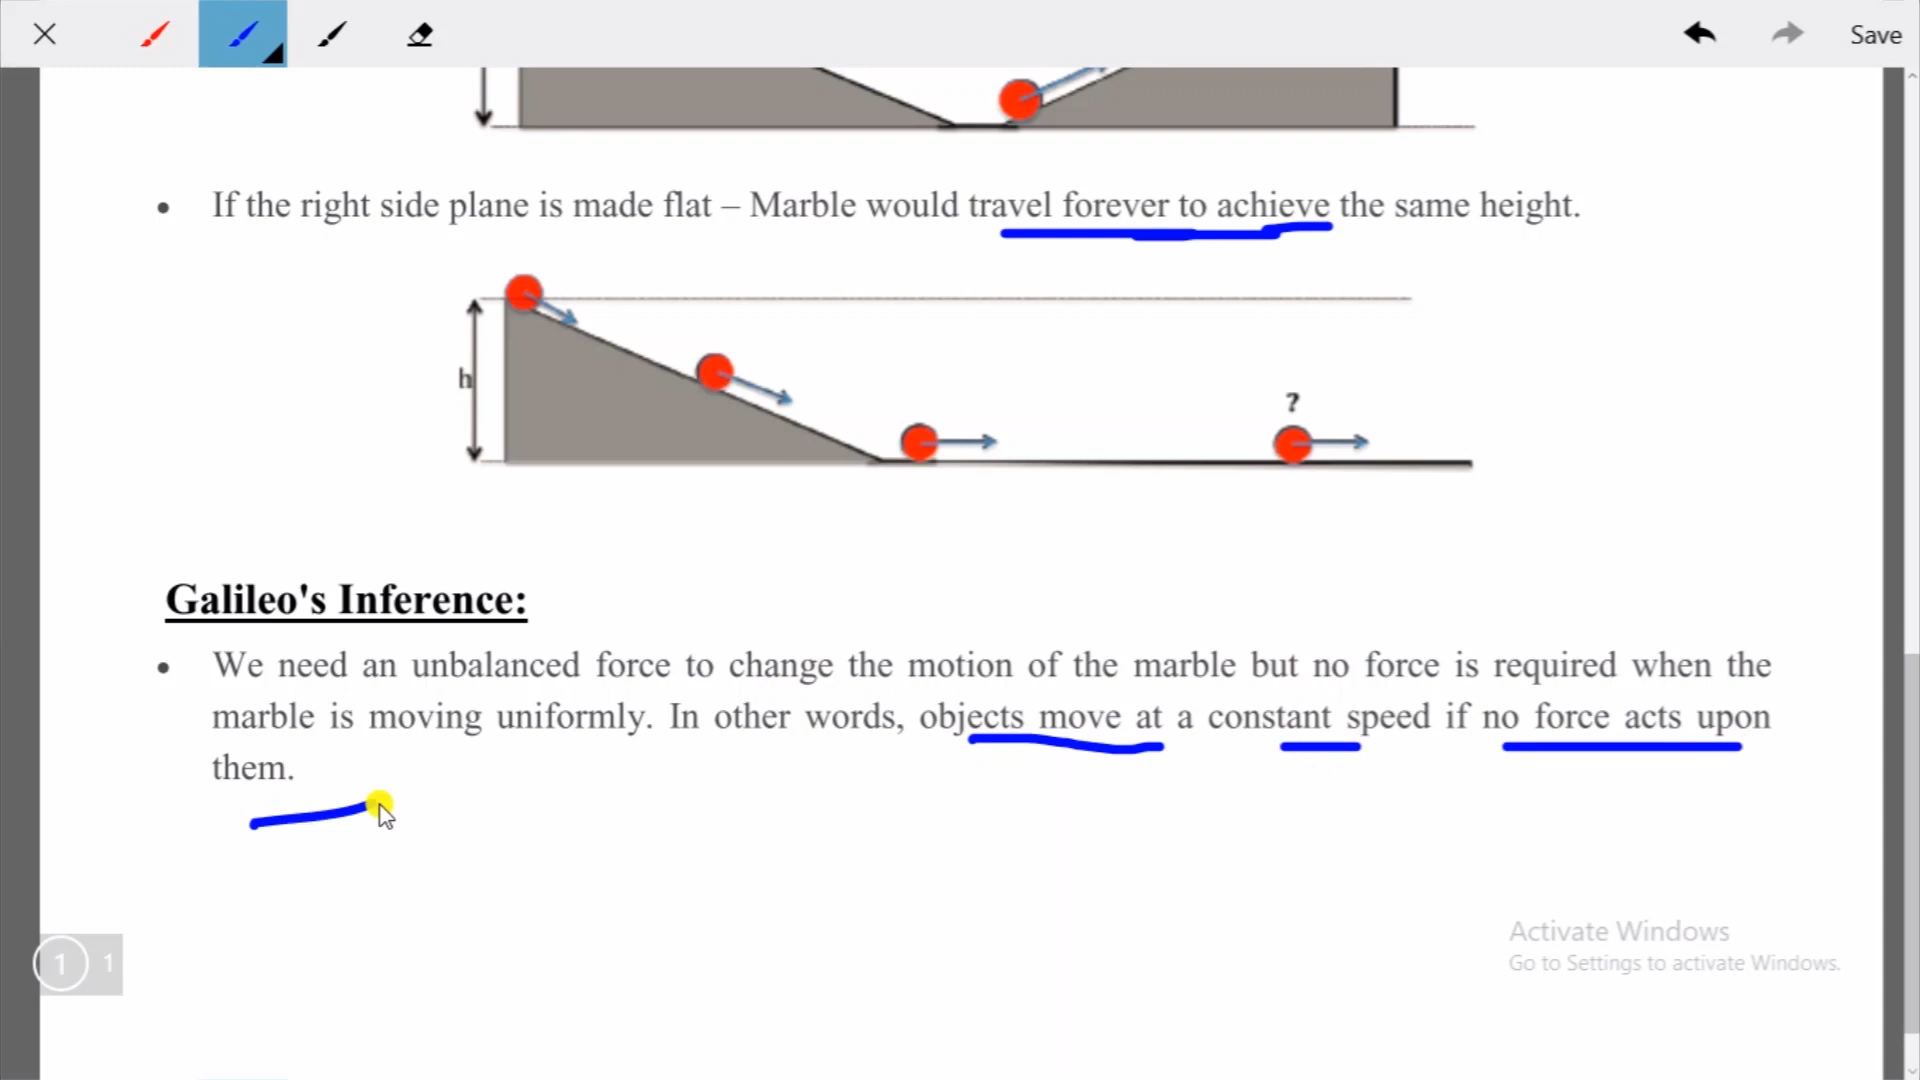 Save
• If the right side plane is made flat – Marble would travel forever to achieve the same height.
h
?
Galileo's Inference:
• We need an unbalanced force to change the motion of the marble but no force is required when the
marble is moving uniformly. In other words, objects move at a constant speed if no force acts upon
them.
Activate Windows
Go to Settings to activate Windows.
1 1